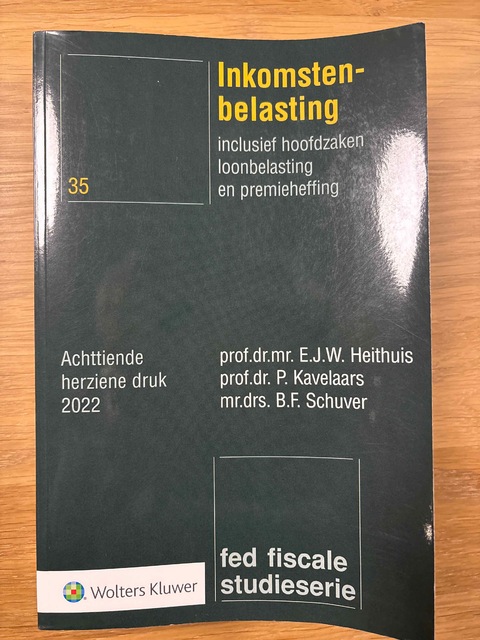 Inkomsten-
belasting
inclusief hoofdzaken
loonbelasting
en premieheffing
35
Achttiende
herziene druk
2022
prof.dr.mr. E.J.W. Heithuis
prof.dr. P. Kavelaars
mr.drs. B.F. Schuver
fed fiscale
studieserie
Wolters Kluwer